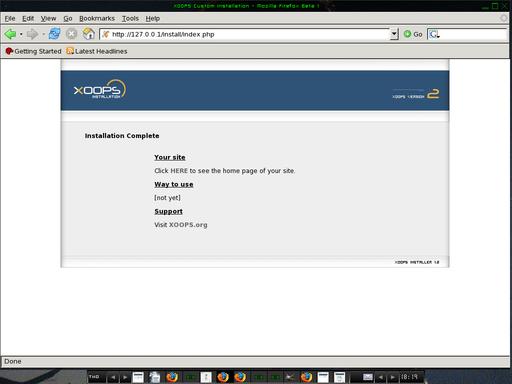 XOOPS Custom Installation - Mozilla Firefox Beta 1
File Edit View Go Bookmarks Tools Help
http://127.0.0.1/install/index.php Go G
Getting Started Latest Headlines
XOOPS
INSTALLATION
XOOPS VERSION 2
Installation Complete
Your site
Click HERE to see the home page of your site.
Way to use
[not yet]
Support
Visit XOOPS.org
XOOPS INSTALLER 1.0
Done
THO
18:19